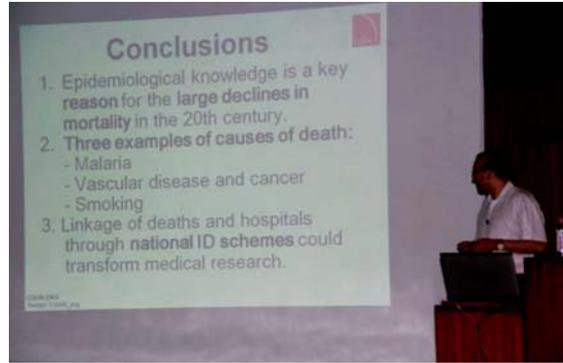 Conclusions
1. Epidemiological knowledge is a key
reason for the large declines in
mortality in the 20th century.
2. Three examples of causes of death:
- Malaria
- Vascular disease and cancer
- Smoking
3. Linkage of deaths and hospitals
through national ID schemes could
transform medical research.